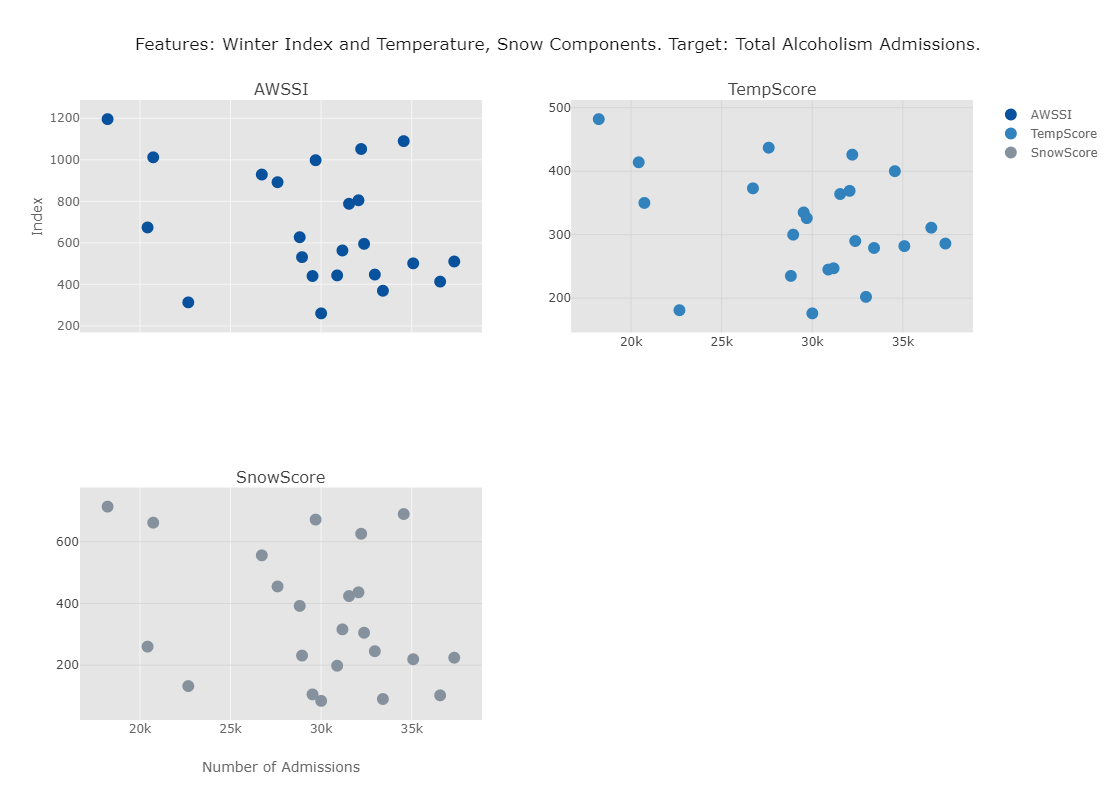 Features: Winter Index and Temperature, Snow Components. Target: Total Alcoholism Admissions.
AWSSI
1200
1000
800
600
400
200
Index
TempScore
500
400
300
200
20k 25k 30k 35k
AWSSI
TempScore
SnowScore
SnowScore
600
400
200
20k 25k 30k 35k
Number of Admissions